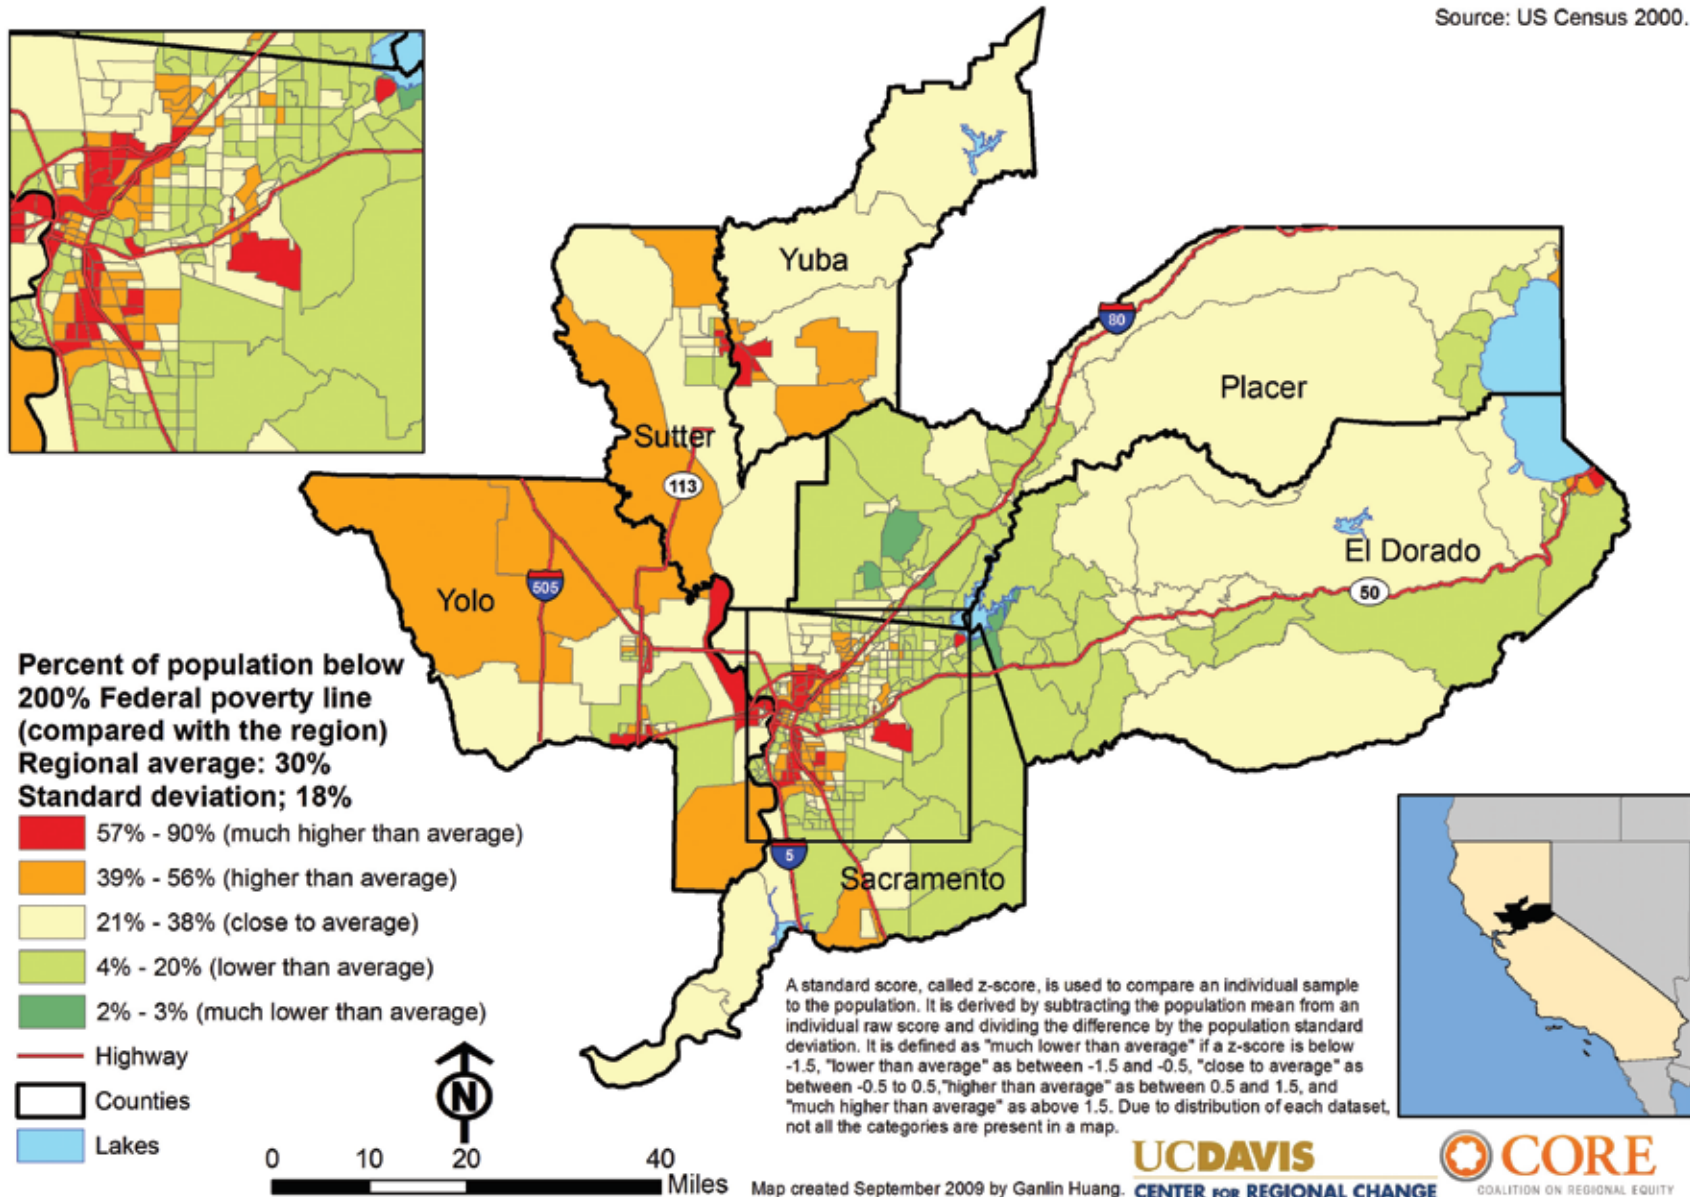 Source: US Census 2000.
Yuba
80
Placer
Sutter
113
El Dorado
Yolo
505
50
5
Sacramento
Percent of population below
200% Federal poverty line
(compared with the region)
Regional average: 30%
Standard deviation; 18%
57% - 90% (much higher than average)
39% - 56% (higher than average)
21% - 38% (close to average)
4% - 20% (lower than average)
2% - 3% (much lower than average)
Highway
Counties
Lakes
N
0 10 20 40
Miles
A standard score, called z-score, is used to compare an individual sample
to the population. It is derived by subtracting the population mean from an
individual raw score and dividing the difference by the population standard
deviation. It is defined as "much lower than average" if a z-score is below
-1.5, "lower than average" as between -1.5 and -0.5, "close to average" as
between -0.5 to 0.5,"higher than average" as between 0.5 and 1.5, and
"much higher than average" as above 1.5. Due to distribution of each dataset,
not all the categories are present in a map.
Map created September 2009 by Ganlin Huang.
UCDAVIS
CENTER FOR REGIONAL CHANGE
CORE
COALITION ON REGIONAL EQUITY